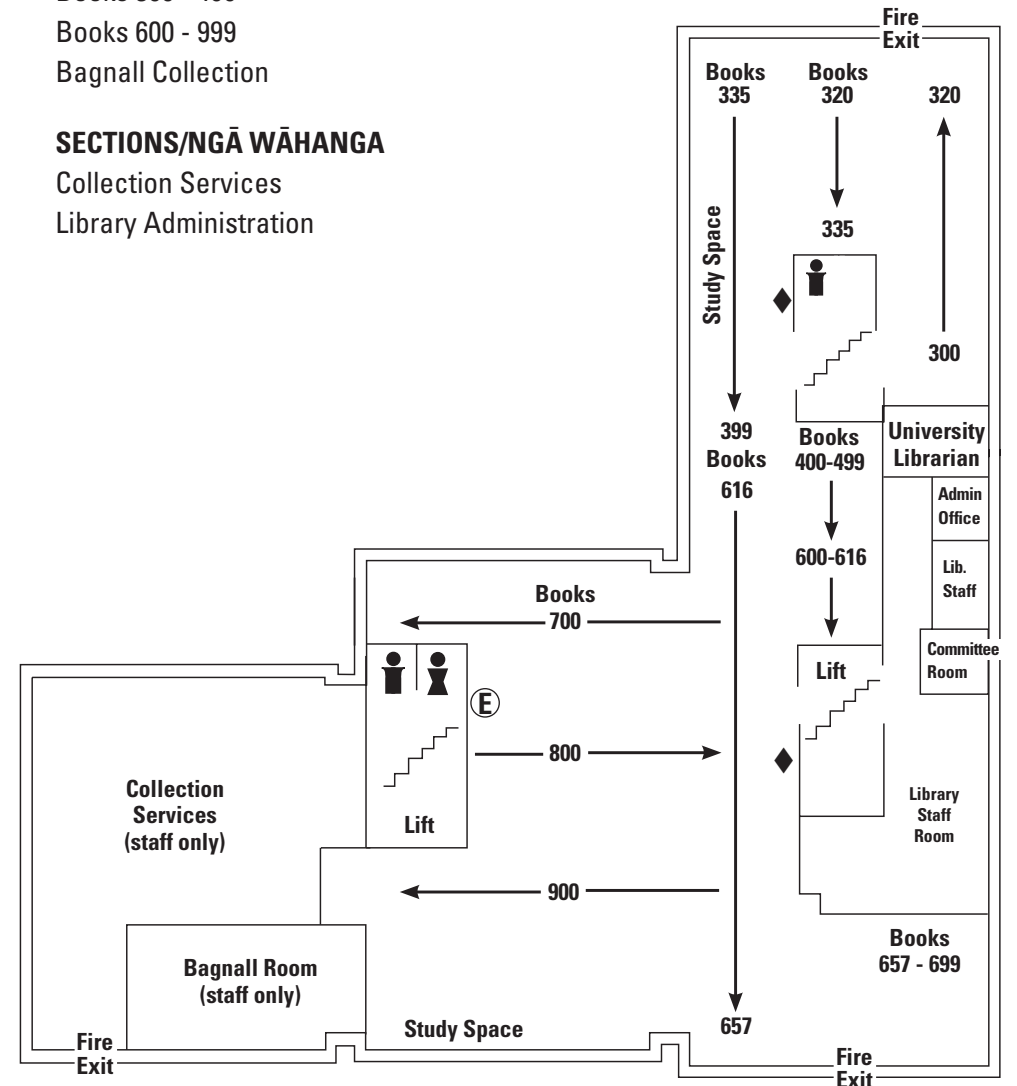 Books 600 - 999
Bagnall Collection
SECTIONS/NGĀ WĀHANGA
Collection Services
Library Administration
Fire
Exit
Books
335
Books
320
320
Study Space
335
300
399
Books
616
Books
400-499
University
Librarian
Admin
Office
600-616
Lib.
Staff
Books
700
Committee
Room
Lift
E
800
Collection
Services
(staff only)
Lift
Library
Staff
Room
900
Books
657 - 699
Bagnall Room
(staff only)
Study Space
657
Fire
Exit
Fire
Exit